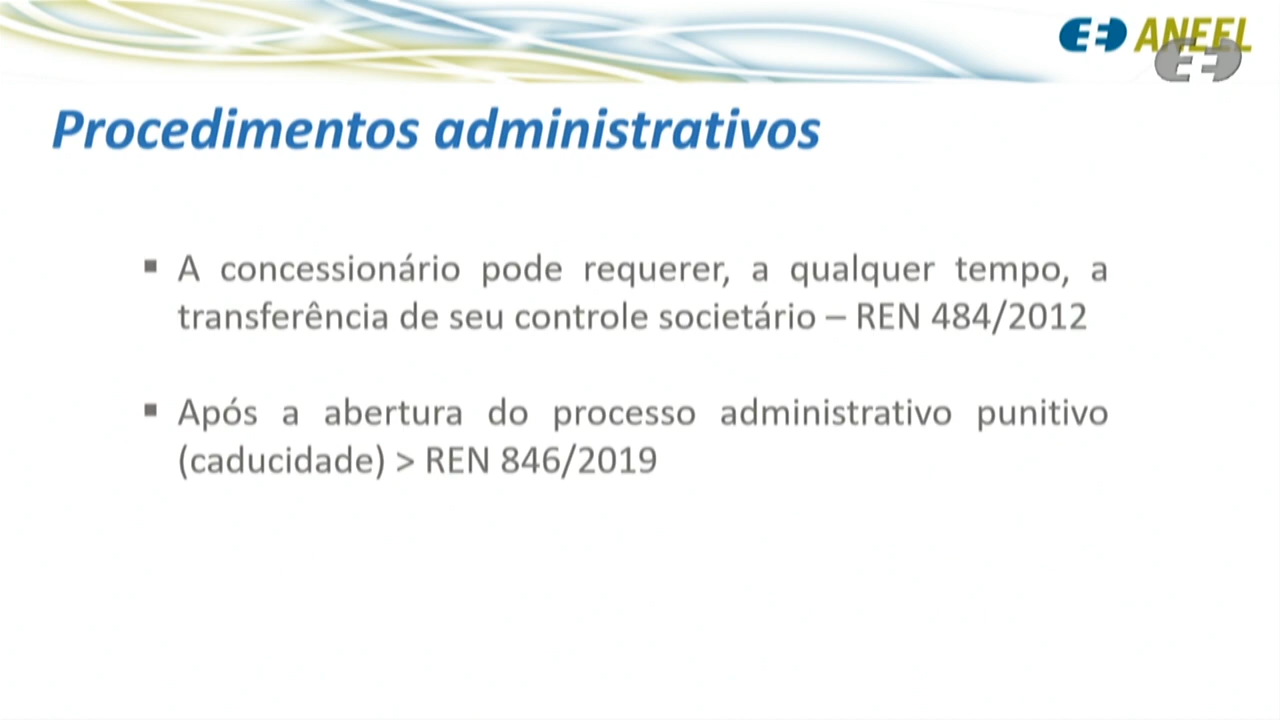 ANEEL
Procedimentos administrativos
▪ A concessionário pode requerer, a qualquer tempo, a
transferência de seu controle societário – REN 484/2012
▪ Após a abertura do processo administrativo punitivo
(caducidade) > REN 846/2019